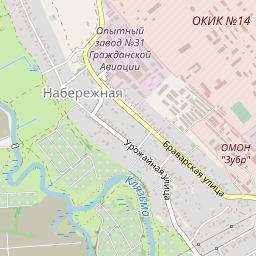 ОКИК №14
Опытный
завод №31
Гражданской
Авиации
Набережная
ОМОН
"Зубр"
Браварская улица
Урожайная улица
Клязьма